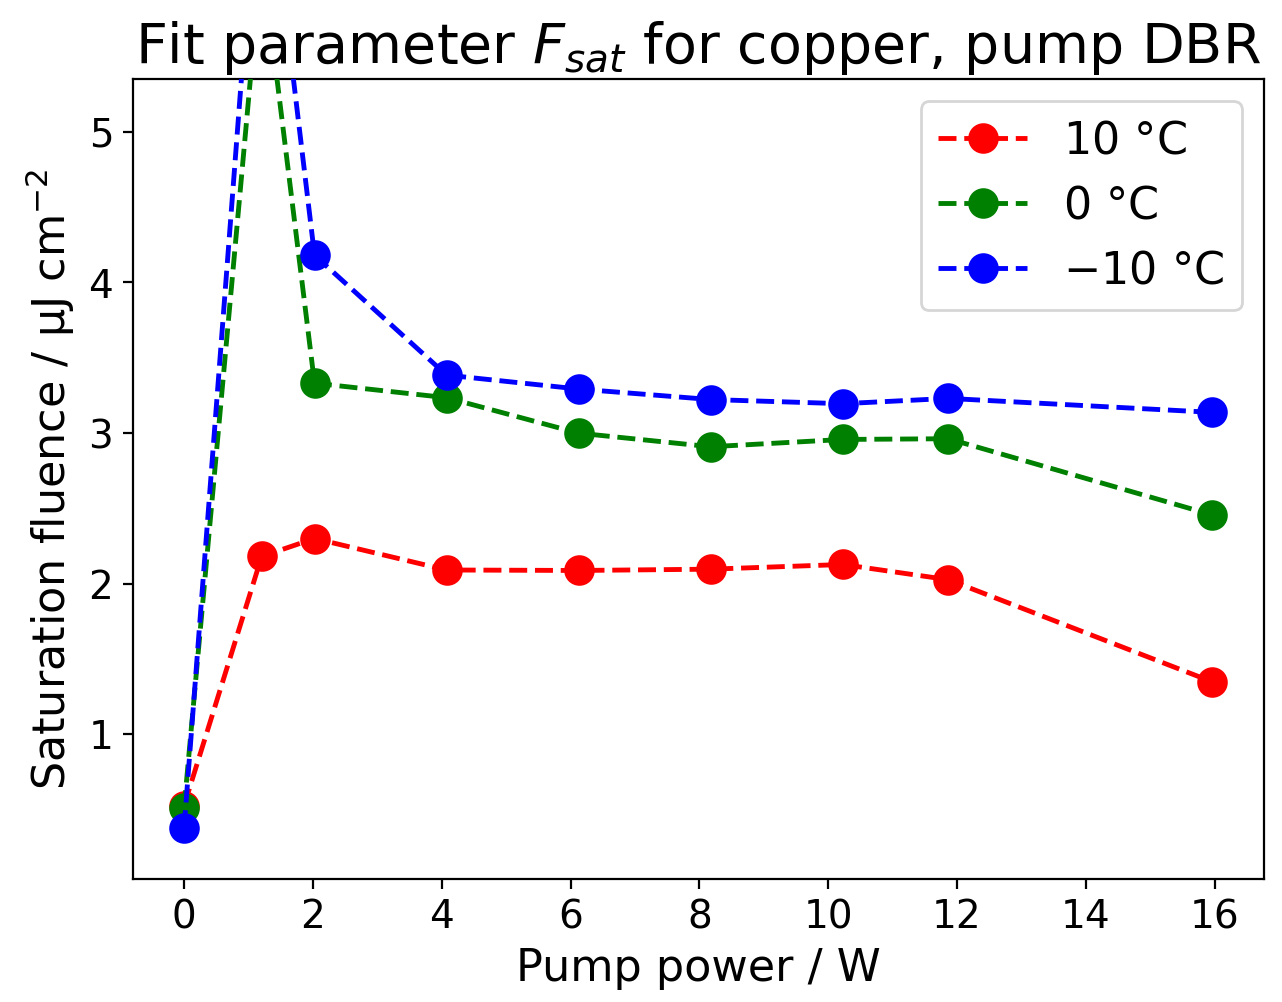 Fit parameter F_sat for copper, pump DBR
Saturation fluence / µJ cm⁻²
5
4
3
2
1
10 °C
0 °C
−10 °C
0 2 4 6 8 10 12 14 16
Pump power / W